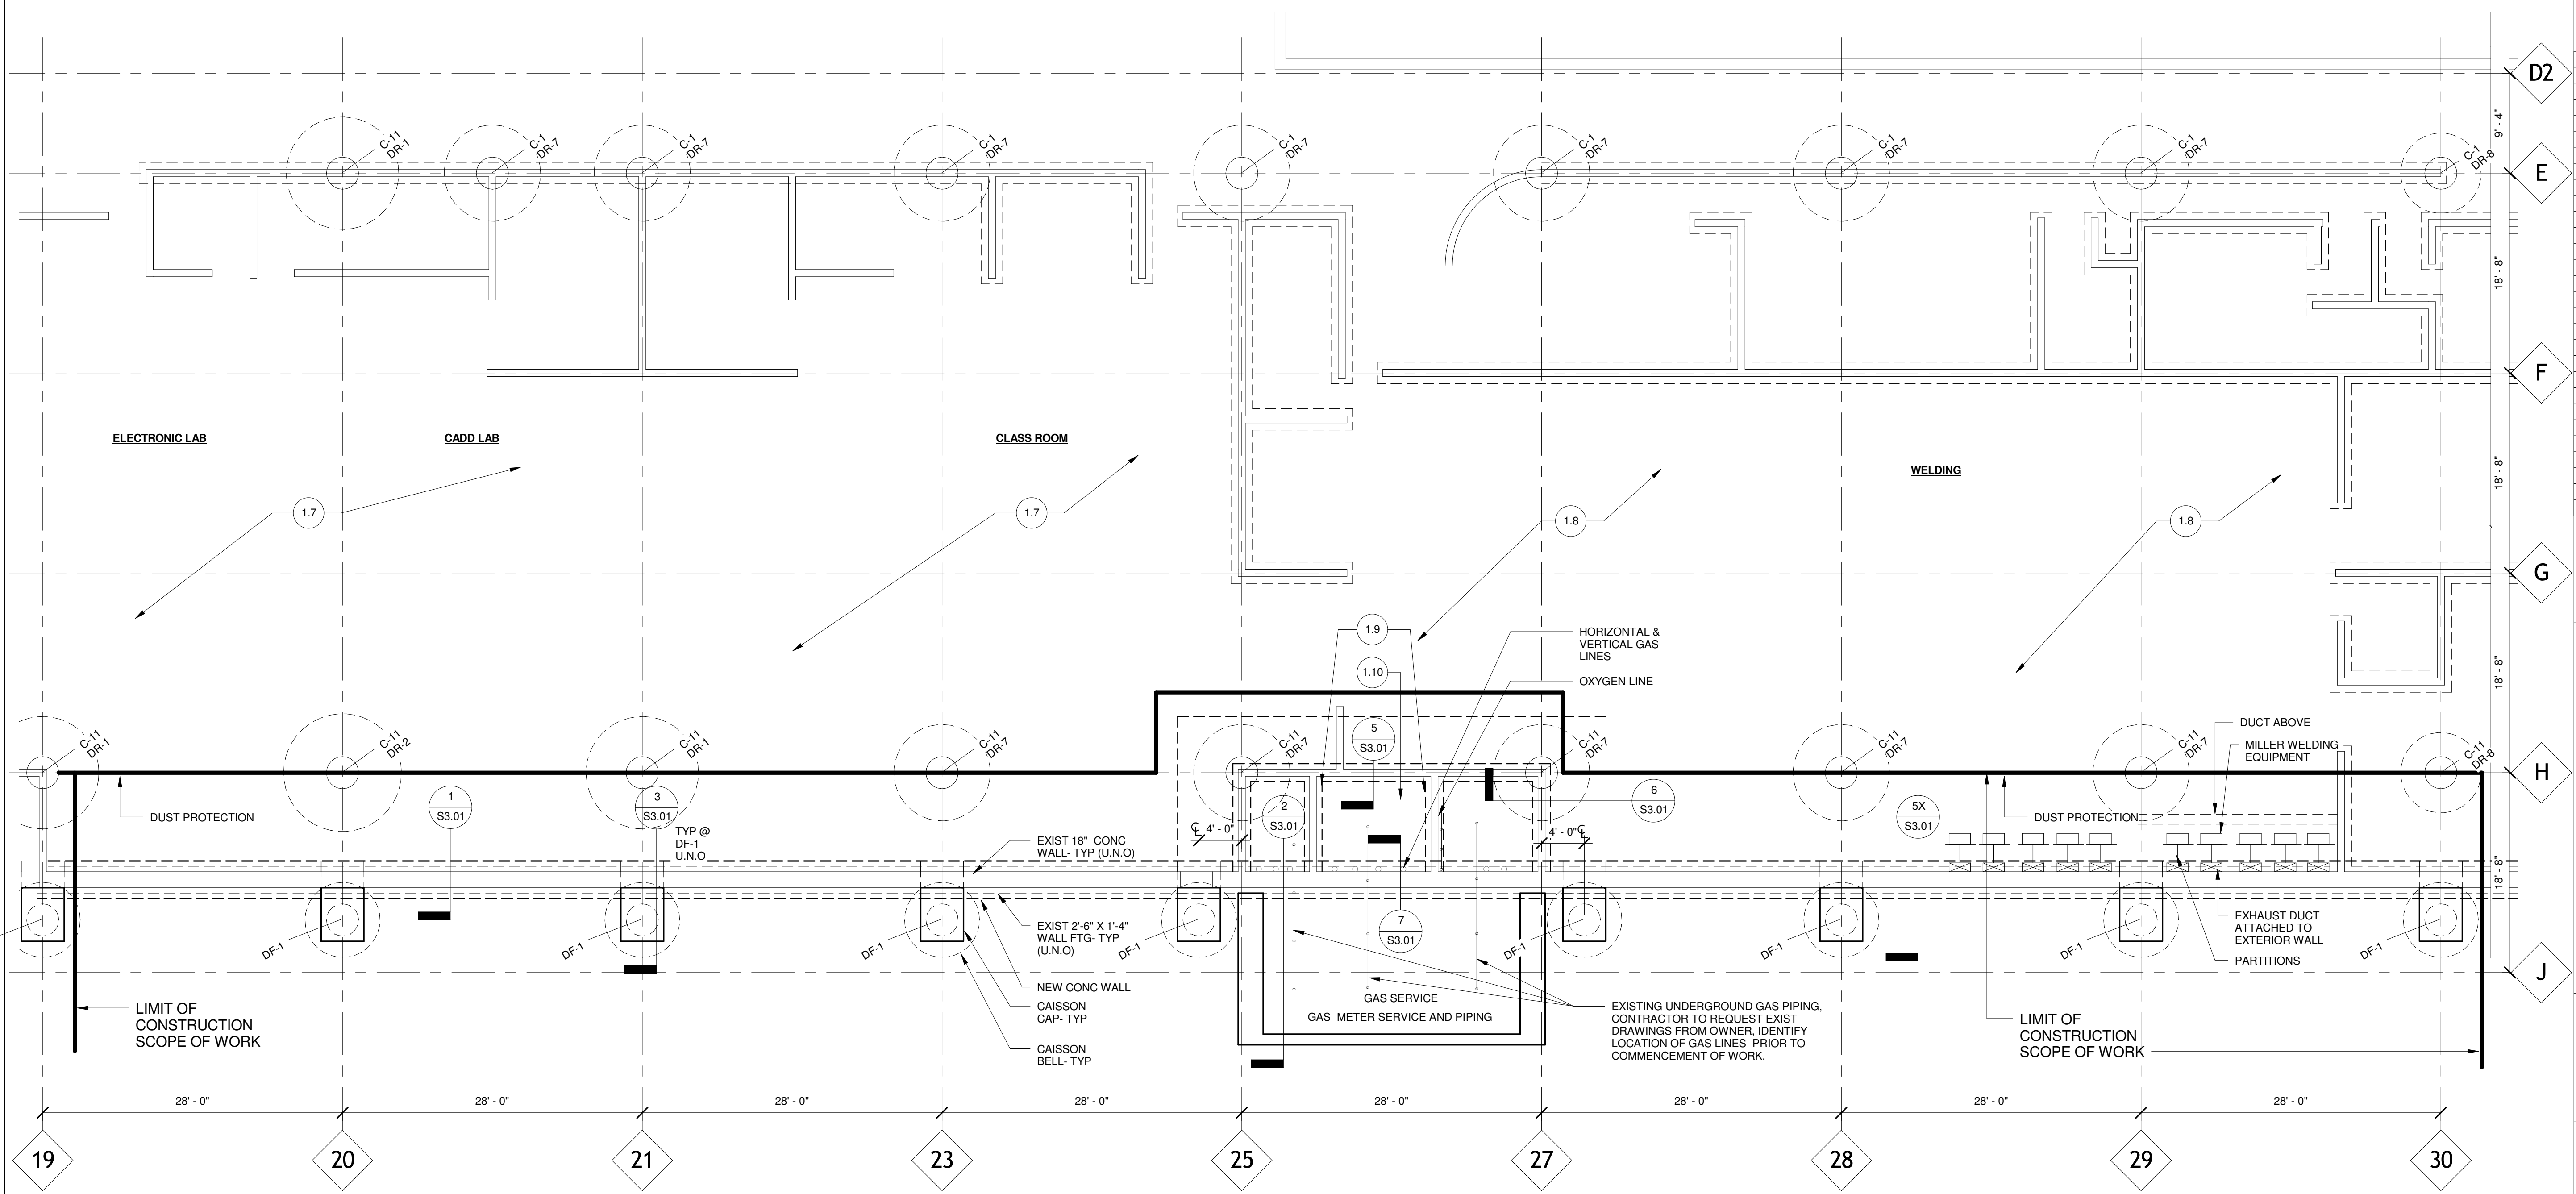 D2
9' - 4"
C-11
DR-1
C-1
DR-7
C-1
DR-7
C-1
DR-7
C-1
DR-7
C-1
DR-7
C-1
DR-7
C-1
DR-7
C-1
DR-8
E
18' - 8"
F
ELECTRONIC LAB
CADD LAB
CLASS ROOM
WELDING
18' - 8"
1.7
1.7
1.8
1.8
G
18' - 8"
1.9
1.10
HORIZONTAL &
VERTICAL GAS
LINES
OXYGEN LINE
C-11
DR-1
C-11
DR-2
C-11
DR-1
C-11
DR-7
C-11
DR-7
C-11
DR-7
C-11
DR-7
C-11
DR-7
C-11
DR-8
H
DUCT ABOVE
MILLER WELDING
EQUIPMENT
5
S3.01
DUST PROTECTION
1
S3.01
3
S3.01
TYP @
DF-1
U.N.O
2
S3.01
6
S3.01
5X
S3.01
DUST PROTECTION
4' - 0"
4' - 0"
EXIST 18" CONC
WALL- TYP (U.N.O)
18' - 8"
EXIST 2'-6" X 1'-4"
WALL FTG- TYP
(U.N.O)
7
S3.01
EXHAUST DUCT
ATTACHED TO
EXTERIOR WALL
PARTITIONS
DF-1
DF-1
DF-1
DF-1
DF-1
DF-1
DF-1
DF-1
J
NEW CONC WALL
CAISSON
CAP- TYP
CAISSON
BELL- TYP
LIMIT OF
CONSTRUCTION
SCOPE OF WORK
GAS SERVICE
GAS METER SERVICE AND PIPING
EXISTING UNDERGROUND GAS PIPING,
CONTRACTOR TO REQUEST EXIST
DRAWINGS FROM OWNER, IDENTIFY
LOCATION OF GAS LINES PRIOR TO
COMMENCEMENT OF WORK.
LIMIT OF
CONSTRUCTION
SCOPE OF WORK
28' - 0"
28' - 0"
28' - 0"
28' - 0"
28' - 0"
28' - 0"
28' - 0"
28' - 0"
19
20
21
23
25
27
28
29
30